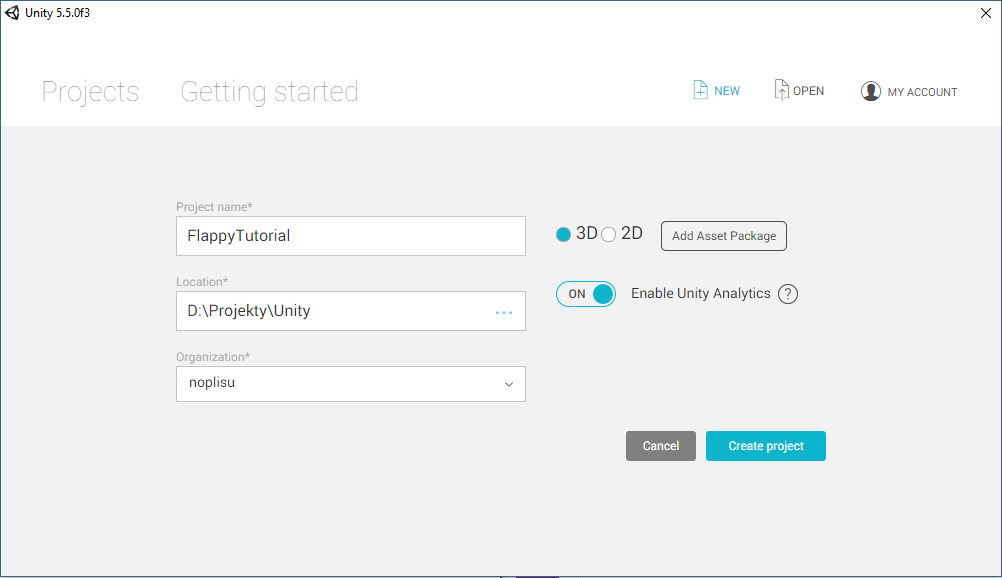 Unity 5.5.0f3
Projects Getting started NEW OPEN MY ACCOUNT
Project name*
FlappyTutorial
3D 2D Add Asset Package
Location*
D:\Projekty\Unity ...
ON Enable Unity Analytics ?
Organization*
noplisu
Cancel Create project